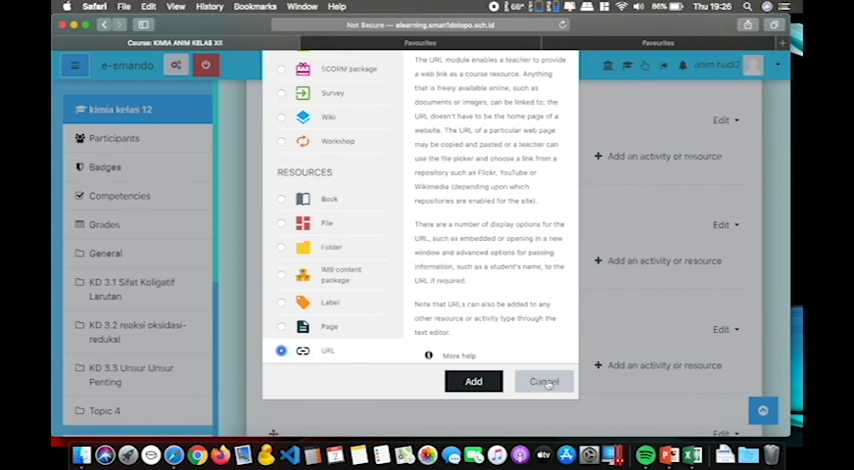 Safari File Edit View History Bookmarks Window Help
68°
86%
Thu 19:26
Not Secure — elearning.sman1dolopo.sch.id
Course: KIMIA ANIM KELAS XII
Favourites
Favourites
e-smando
anim hudi2
kimia kelas 12
Participants
Badges
Competencies
Grades
General
KD 3.1 Sifat Koligatif
Larutan
KD 3.2 reaksi oksidasi-
reduksi
KD 3.3 Unsur Unsur
Penting
Topic 4
SCORM package
Survey
Wiki
Workshop
RESOURCES
Book
File
Folder
IMS content
package
Label
Page
URL
The URL module enables a teacher to provide
a web link as a course resource. Anything
that is freely available online, such as
documents or images, can be linked to; the
URL doesn't have to be the home page of a
website. The URL of a particular web page
may be copied and pasted or a teacher can
use the file picker and choose a link from a
repository such as Flickr, YouTube or
Wikimedia (depending upon which
repositories are enabled for the site).
There are a number of display options for the
URL, such as embedded or opening in a new
window and advanced options for passing
information, such as a student's name, to the
URL if required.
Note that URLs can also be added to any
other resource or activity type through the
text editor.
More help
Add
Cancel
Edit
+ Add an activity or resource
Edit
+ Add an activity or resource
Edit
+ Add an activity or resource
Edit